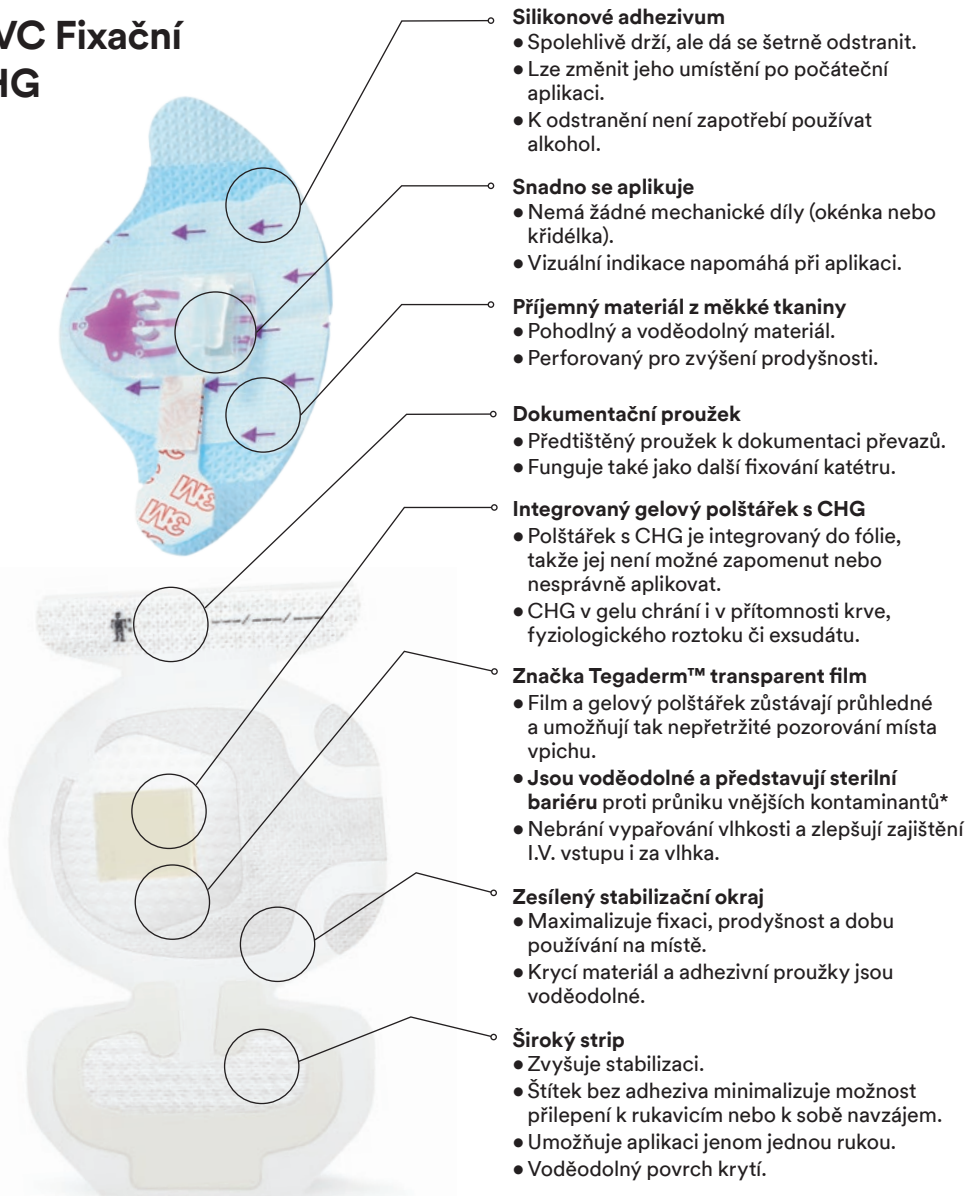 VC Fixační
HG
Silikonové adhezivum
• Spolehlivě drží, ale dá se šetrně odstranit.
• Lze změnit jeho umístění po počáteční
aplikaci.
• K odstranění není zapotřebí používat
alkohol.
Snadno se aplikuje
• Nemá žádné mechanické díly (okénka nebo
křidélka).
• Vizuální indikace napomáhá při aplikaci.
Příjemný materiál z měkké tkaniny
• Pohodlný a voděodolný materiál.
• Perforovaný pro zvýšení prodyšnosti.
Dokumentační proužek
• Předtištěný proužek k dokumentaci převazů.
• Funguje také jako další fixování katétru.
Integrovaný gelový polštářek s CHG
• Polštářek s CHG je integrovaný do fólie,
takže jej není možné zapomenut nebo
nesprávně aplikovat.
• CHG v gelu chrání i v přítomnosti krve,
fyziologického roztoku či exsudátu.
Značka Tegaderm™ transparent film
• Film a gelový polštářek zůstávají průhledné
a umožňují tak nepřetržité pozorování místa
vpichu.
• Jsou voděodolné a představují sterilní
bariéru proti průniku vnějších kontaminantů*
• Nebrání vypařování vlhkosti a zlepšují zajištění
I.V. vstupu i za vlhka.
Zesílený stabilizační okraj
• Maximalizuje fixaci, prodyšnost a dobu
používání na místě.
• Krycí materiál a adhezivní proužky jsou
voděodolné.
Široký strip
• Zvyšuje stabilizaci.
• Štítek bez adheziva minimalizuje možnost
přilepení k rukavicím nebo k sobě navzájem.
• Umožňuje aplikaci jenom jednou rukou.
• Voděodolný povrch krytí.
3M
3M